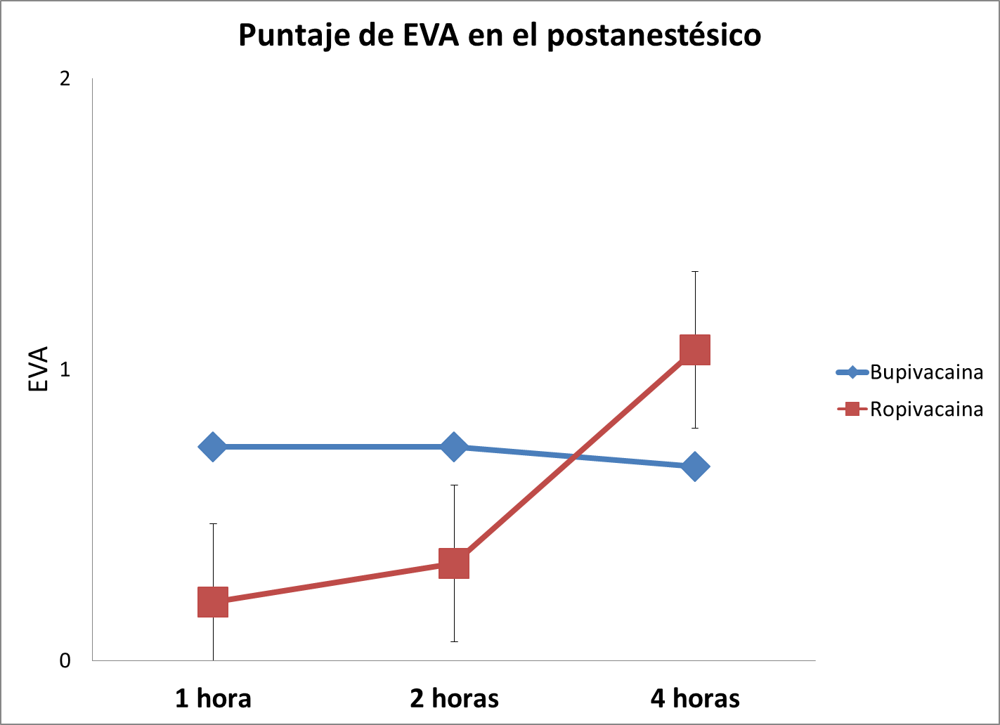 Puntaje de EVA en el postanestésico
2
1
0
EVA
1 hora
2 horas
4 horas
Bupivacaina
Ropivacaina